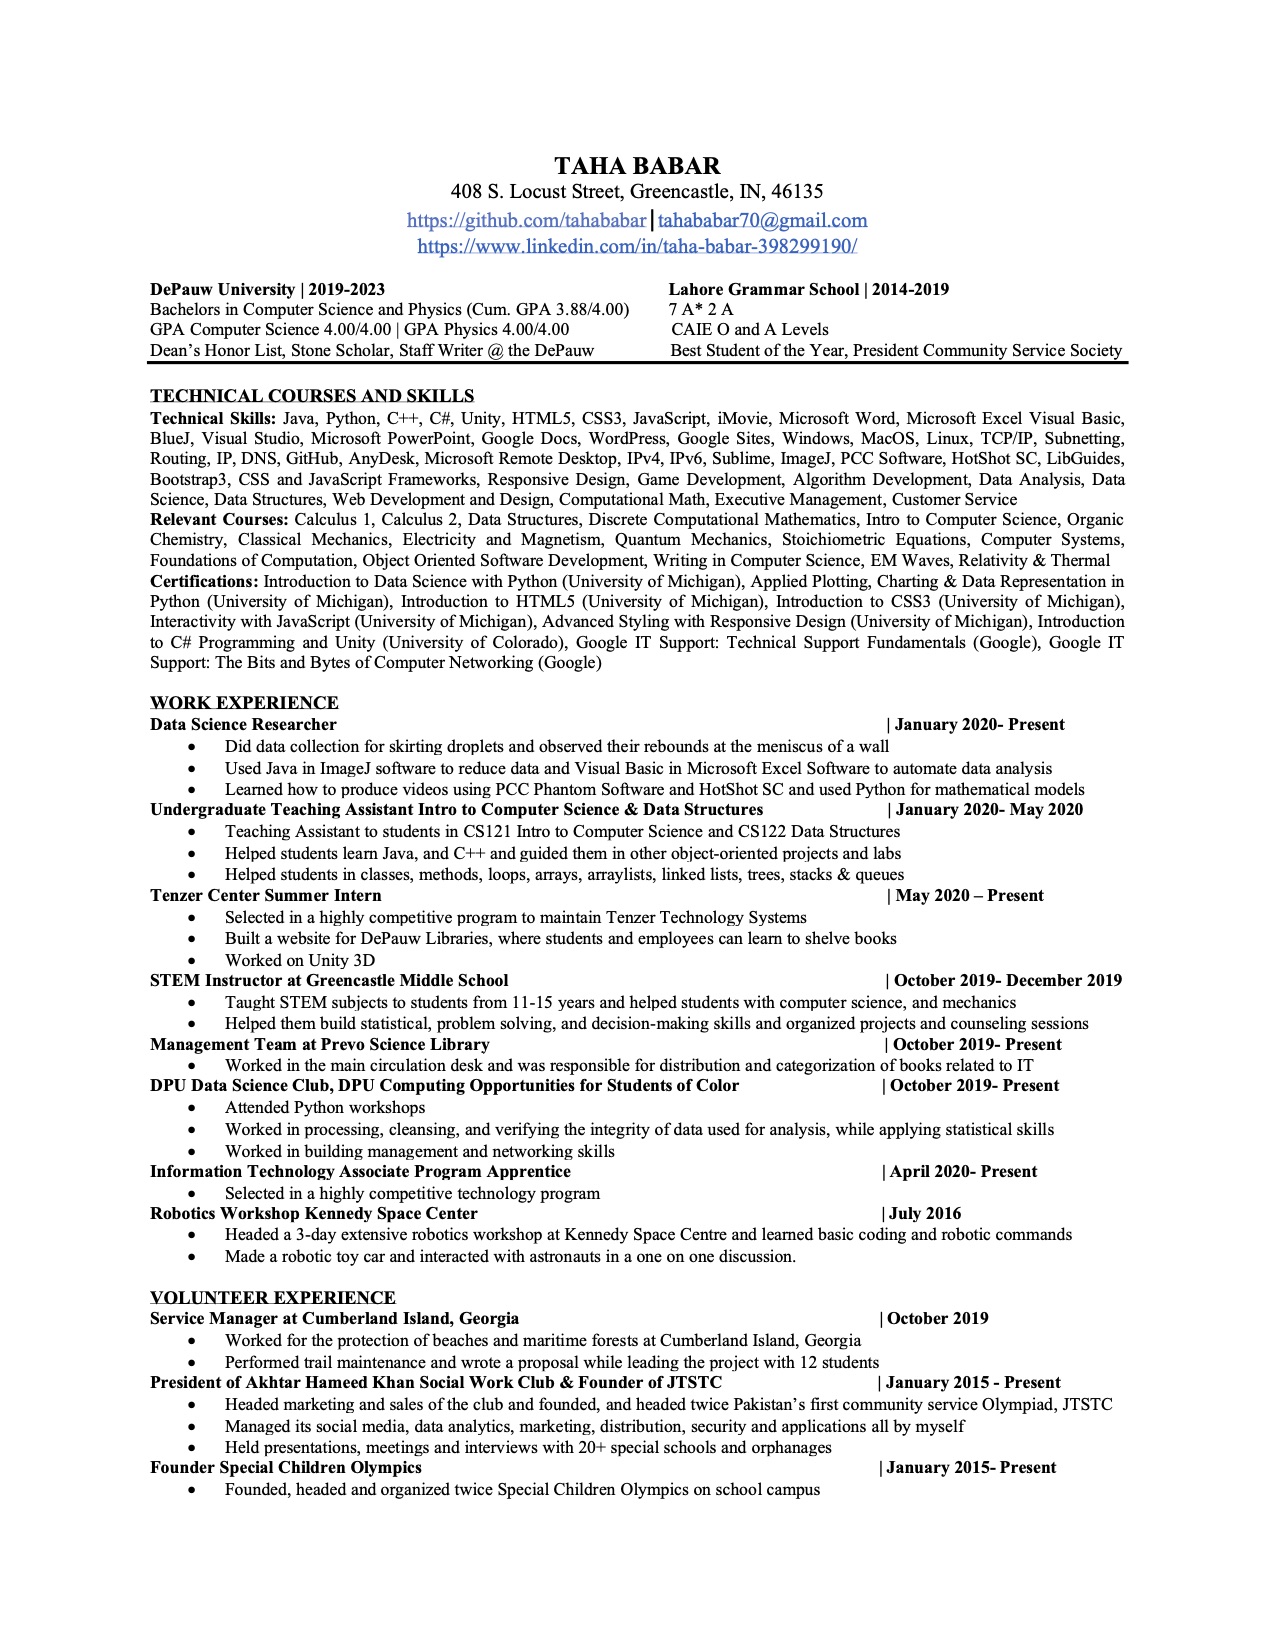 TAHA BABAR
408 S. Locust Street, Greencastle, IN, 46135
https://github.com/tahababar|tahababar70@gmail.com
https://www.linkedin.com/in/taha-babar-398299190/
DePauw University | 2019-2023
Bachelors in Computer Science and Physics (Cum. GPA 3.88/4.00)
GPA Computer Science 4.00/4.00 | GPA Physics 4.00/4.00
Dean’s Honor List, Stone Scholar, Staff Writer @ the DePauw
Lahore Grammar School | 2014-2019
7 A* 2 A
CAIE O and A Levels
Best Student of the Year, President Community Service Society
TECHNICAL COURSES AND SKILLS
Technical Skills: Java, Python, C++, C#, Unity, HTML5, CSS3, JavaScript, iMovie, Microsoft Word, Microsoft Excel Visual Basic,
BlueJ, Visual Studio, Microsoft PowerPoint, Google Docs, WordPress, Google Sites, Windows, MacOS, Linux, TCP/IP, Subnetting,
Routing, IP, DNS, GitHub, AnyDesk, Microsoft Remote Desktop, IPv4, IPv6, Sublime, ImageJ, PCC Software, HotShot SC, LibGuides,
Bootstrap3, CSS and JavaScript Frameworks, Responsive Design, Game Development, Algorithm Development, Data Analysis, Data
Science, Data Structures, Web Development and Design, Computational Math, Executive Management, Customer Service
Relevant Courses: Calculus 1, Calculus 2, Data Structures, Discrete Computational Mathematics, Intro to Computer Science, Organic
Chemistry, Classical Mechanics, Electricity and Magnetism, Quantum Mechanics, Stoichiometric Equations, Computer Systems,
Foundations of Computation, Object Oriented Software Development, Writing in Computer Science, EM Waves, Relativity & Thermal
Certifications: Introduction to Data Science with Python (University of Michigan), Applied Plotting, Charting & Data Representation in
Python (University of Michigan), Introduction to HTML5 (University of Michigan), Introduction to CSS3 (University of Michigan),
Interactivity with JavaScript (University of Michigan), Advanced Styling with Responsive Design (University of Michigan), Introduction
to C# Programming and Unity (University of Colorado), Google IT Support: Technical Support Fundamentals (Google), Google IT
Support: The Bits and Bytes of Computer Networking (Google)
WORK EXPERIENCE
Data Science Researcher | January 2020- Present
• Did data collection for skirting droplets and observed their rebounds at the meniscus of a wall
• Used Java in ImageJ software to reduce data and Visual Basic in Microsoft Excel Software to automate data analysis
• Learned how to produce videos using PCC Phantom Software and HotShot SC and used Python for mathematical models
Undergraduate Teaching Assistant Intro to Computer Science & Data Structures | January 2020- May 2020
• Teaching Assistant to students in CS121 Intro to Computer Science and CS122 Data Structures
• Helped students learn Java, and C++ and guided them in other object-oriented projects and labs
• Helped students in classes, methods, loops, arrays, arraylists, linked lists, trees, stacks & queues
Tenzer Center Summer Intern | May 2020 – Present
• Selected in a highly competitive program to maintain Tenzer Technology Systems
• Built a website for DePauw Libraries, where students and employees can learn to shelve books
• Worked on Unity 3D
STEM Instructor at Greencastle Middle School | October 2019- December 2019
• Taught STEM subjects to students from 11-15 years and helped students with computer science, and mechanics
• Helped them build statistical, problem solving, and decision-making skills and organized projects and counseling sessions
Management Team at Prevo Science Library | October 2019- Present
• Worked in the main circulation desk and was responsible for distribution and categorization of books related to IT
DPU Data Science Club, DPU Computing Opportunities for Students of Color | October 2019- Present
• Attended Python workshops
• Worked in processing, cleansing, and verifying the integrity of data used for analysis, while applying statistical skills
• Worked in building management and networking skills
Information Technology Associate Program Apprentice | April 2020- Present
• Selected in a highly competitive technology program
Robotics Workshop Kennedy Space Center | July 2016
• Headed a 3-day extensive robotics workshop at Kennedy Space Centre and learned basic coding and robotic commands
• Made a robotic toy car and interacted with astronauts in a one on one discussion.
VOLUNTEER EXPERIENCE
Service Manager at Cumberland Island, Georgia | October 2019
• Worked for the protection of beaches and maritime forests at Cumberland Island, Georgia
• Performed trail maintenance and wrote a proposal while leading the project with 12 students
President of Akhtar Hameed Khan Social Work Club & Founder of JTSTC | January 2015 - Present
• Headed marketing and sales of the club and founded, and headed twice Pakistan’s first community service Olympiad, JTSTC
• Managed its social media, data analytics, marketing, distribution, security and applications all by myself
• Held presentations, meetings and interviews with 20+ special schools and orphanages
Founder Special Children Olympics | January 2015- Present
• Founded, headed and organized twice Special Children Olympics on school campus